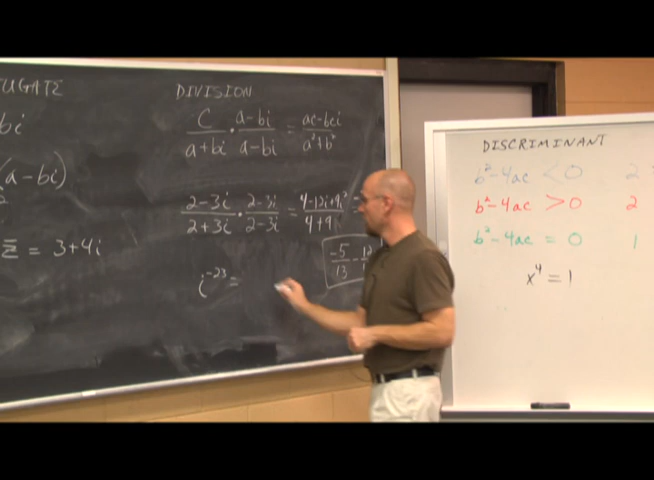 UGATE
bi
(a-bi)
z̄ = 3+4i
DIVISION
C/(a+bi) · (a-bi)/(a-bi) = (ac-bci)/(a²+b²)
(2-3i)/(2+3i) · (2-3i)/(2-3i) = (4-12i+9i²)/(4+9) =
-5/13 - 12/1
i⁻²³ =
DISCRIMINANT
b²-4ac < 0 2
b²-4ac > 0 2
b²-4ac = 0 1
x⁴ = 1